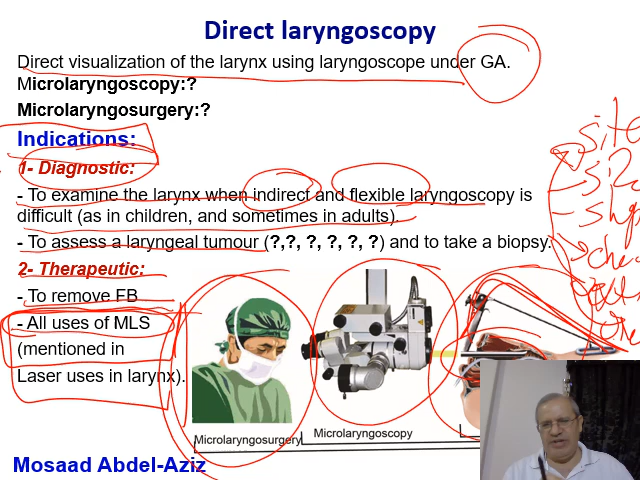 Direct laryngoscopy
Direct visualization of the larynx using laryngoscope under GA.
Microlaryngoscopy:?
Microlaryngosurgery:?
Indications:
1- Diagnostic:
- To examine the larynx when indirect and flexible laryngoscopy is
difficult (as in children, and sometimes in adults).
- To assess a laryngeal tumour (?,?, ?, ?, ?, ?) and to take a biopsy.
2- Therapeutic:
- To remove FB
- All uses of MLS
(mentioned in
Laser uses in larynx).
site
Microlaryngosurgery
Microlaryngoscopy
L
Mosaad Abdel-Aziz